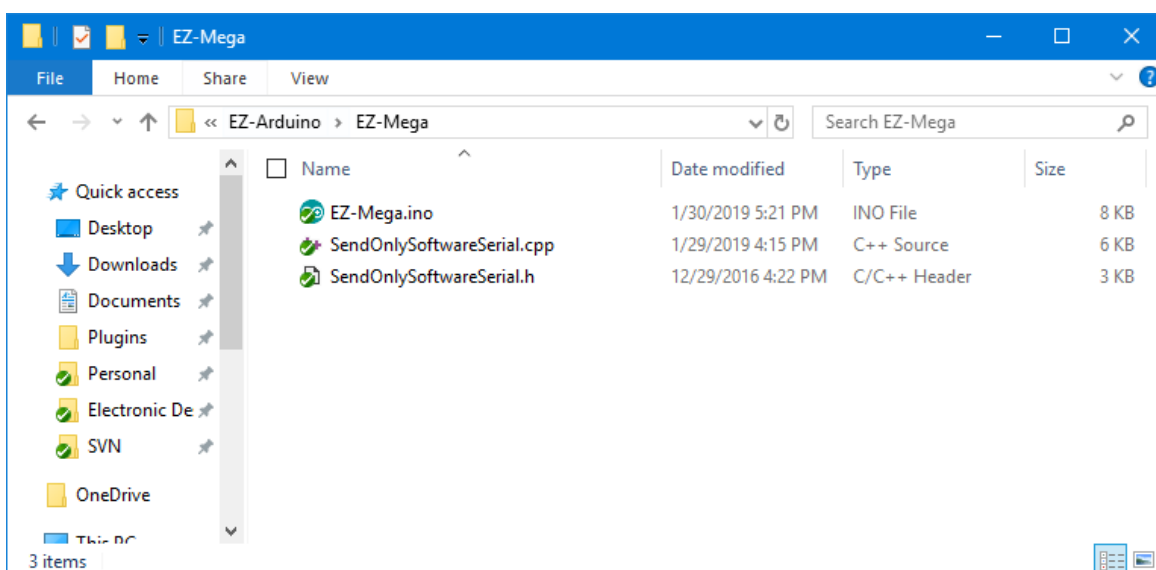 EZ-Mega
File Home Share View
« EZ-Arduino > EZ-Mega Search EZ-Mega
Name Date modified Type Size
Quick access
Desktop
Downloads
Documents
Plugins
Personal
Electronic De
SVN
OneDrive
This PC
EZ-Mega.ino 1/30/2019 5:21 PM INO File 8 KB
SendOnlySoftwareSerial.cpp 1/29/2019 4:15 PM C++ Source 6 KB
SendOnlySoftwareSerial.h 12/29/2016 4:22 PM C/C++ Header 3 KB
3 items